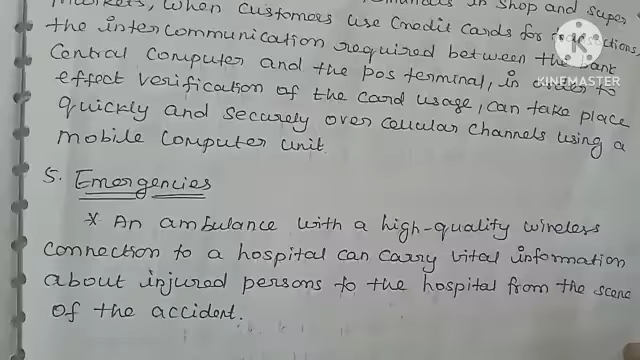 markets, when customers use credit cards for transactions,
the intercommunication required between the bank
central computer and the pos terminal, in order to
effect verification of the card usage, can take place
quickly and securely over cellular channels using a
mobile computer unit.
5. Emergencies
* An ambulance with a high-quality wireless
connection to a hospital can carry vital information
about injured persons to the hospital from the scene
of the accident.
KINEMASTER